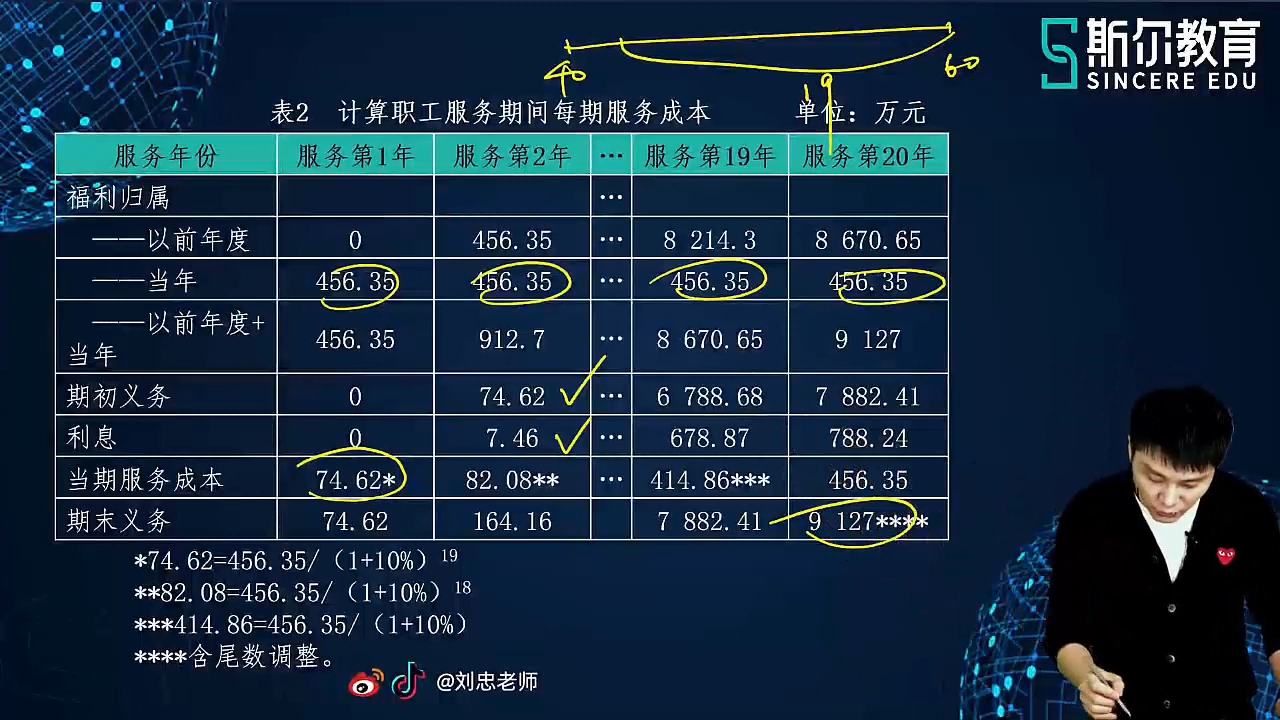 斯尔教育
SINCERE EDU
40
60
19
表2 计算职工服务期间每期服务成本 单位：万元
服务年份 服务第1年 服务第2年 … 服务第19年 服务第20年
福利归属 …
——以前年度 0 456.35 … 8 214.3 8 670.65
——当年 456.35 456.35 … 456.35 456.35
——以前年度+
当年 456.35 912.7 … 8 670.65 9 127
期初义务 0 74.62 … 6 788.68 7 882.41
利息 0 7.46 … 678.87 788.24
当期服务成本 74.62* 82.08** … 414.86*** 456.35
期末义务 74.62 164.16 7 882.41 9 127****
*74.62=456.35/（1+10%）19
**82.08=456.35/（1+10%）18
***414.86=456.35/（1+10%）
****含尾数调整。
@刘忠老师